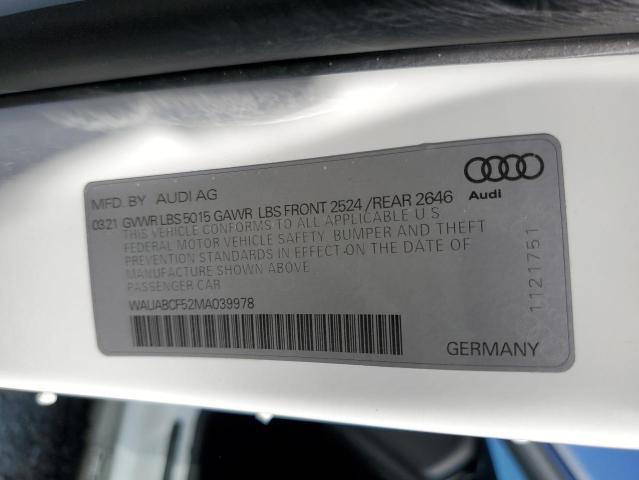 MFD. BY AUDI AG
03.21 GVWR LBS 5015 GAWR LBS FRONT 2524 / REAR 2646
THIS VEHICLE CONFORMS TO ALL APPLICABLE U S
FEDERAL MOTOR VEHICLE SAFETY, BUMPER AND THEFT
PREVENTION STANDARDS IN EFFECT-ON THE DATE OF
MANUFACTURE SHOWN ABOVE.
PASSENGER CAR
WAUABCF52MA039978
Audi
1121751
GERMANY